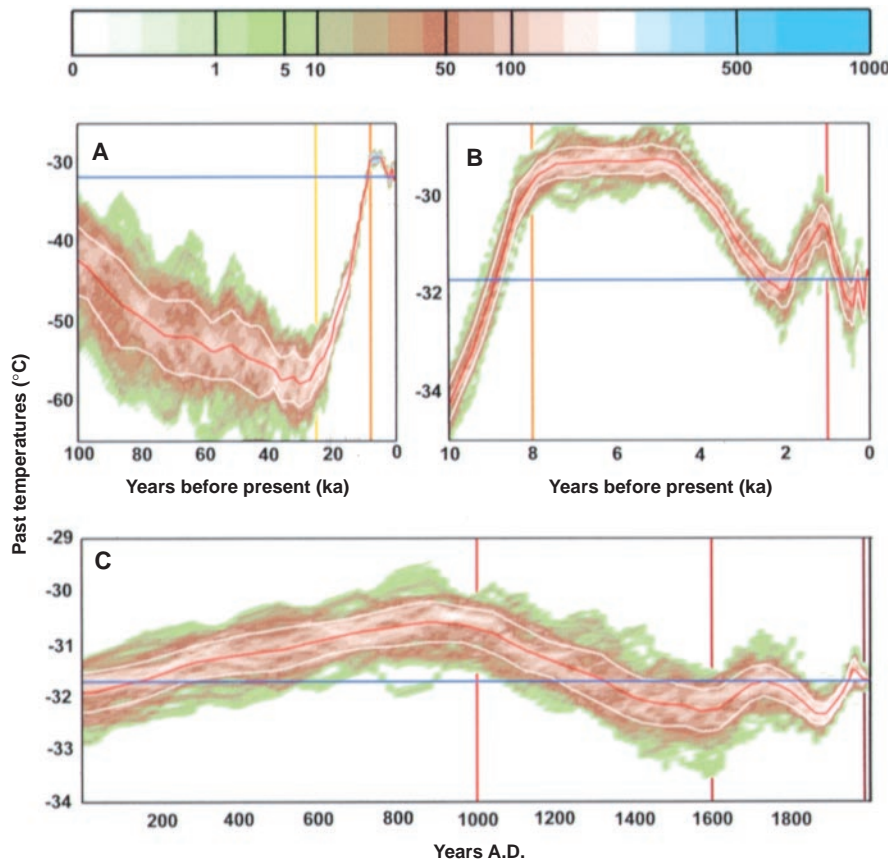 0 1 5 10 50 100 500 1000
A
B
-30
-40
-50
-60
-30
-32
-34
100 80 60 40 20 0
10 8 6 4 2 0
Years before present (ka)
Years before present (ka)
Past temperatures (°C)
C
-29
-30
-31
-32
-33
-34
200 400 600 800 1000 1200 1400 1600 1800
Years A.D.